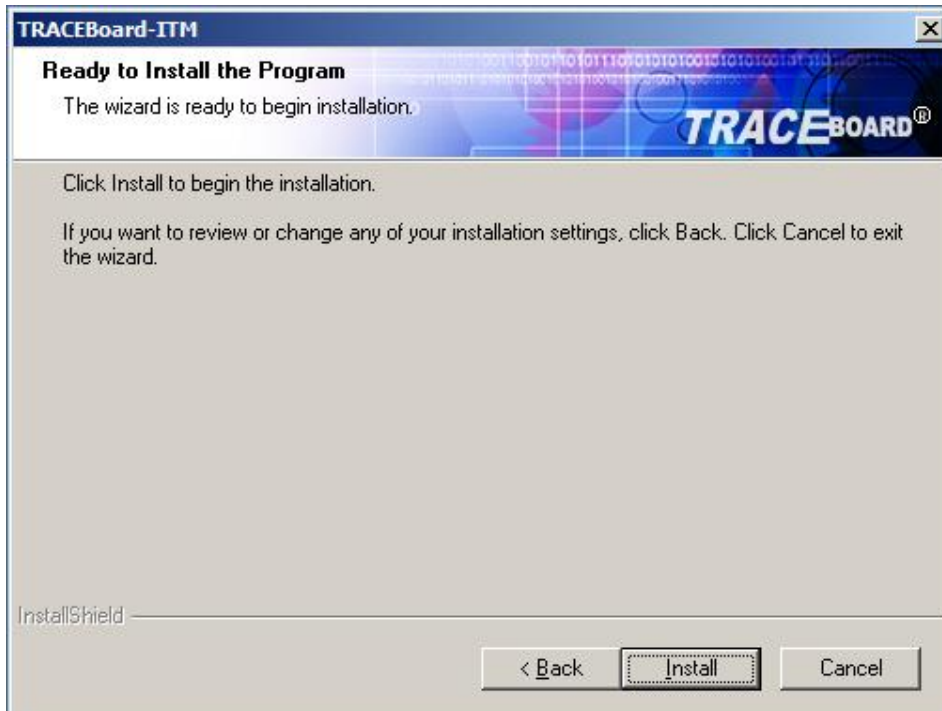 TRACEBoard-ITM
Ready to Install the Program
The wizard is ready to begin installation.
TRACEBOARD®
Click Install to begin the installation.
If you want to review or change any of your installation settings, click Back. Click Cancel to exit
the wizard.
InstallShield
< Back
Install
Cancel